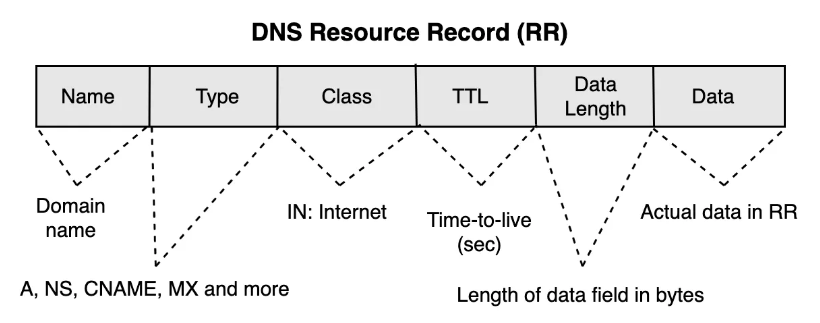 DNS Resource Record (RR)
Name
Type
Class
TTL
Data
Length
Data
Domain
name
A, NS, CNAME, MX and more
IN: Internet
Time-to-live
(sec)
Length of data field in bytes
Actual data in RR